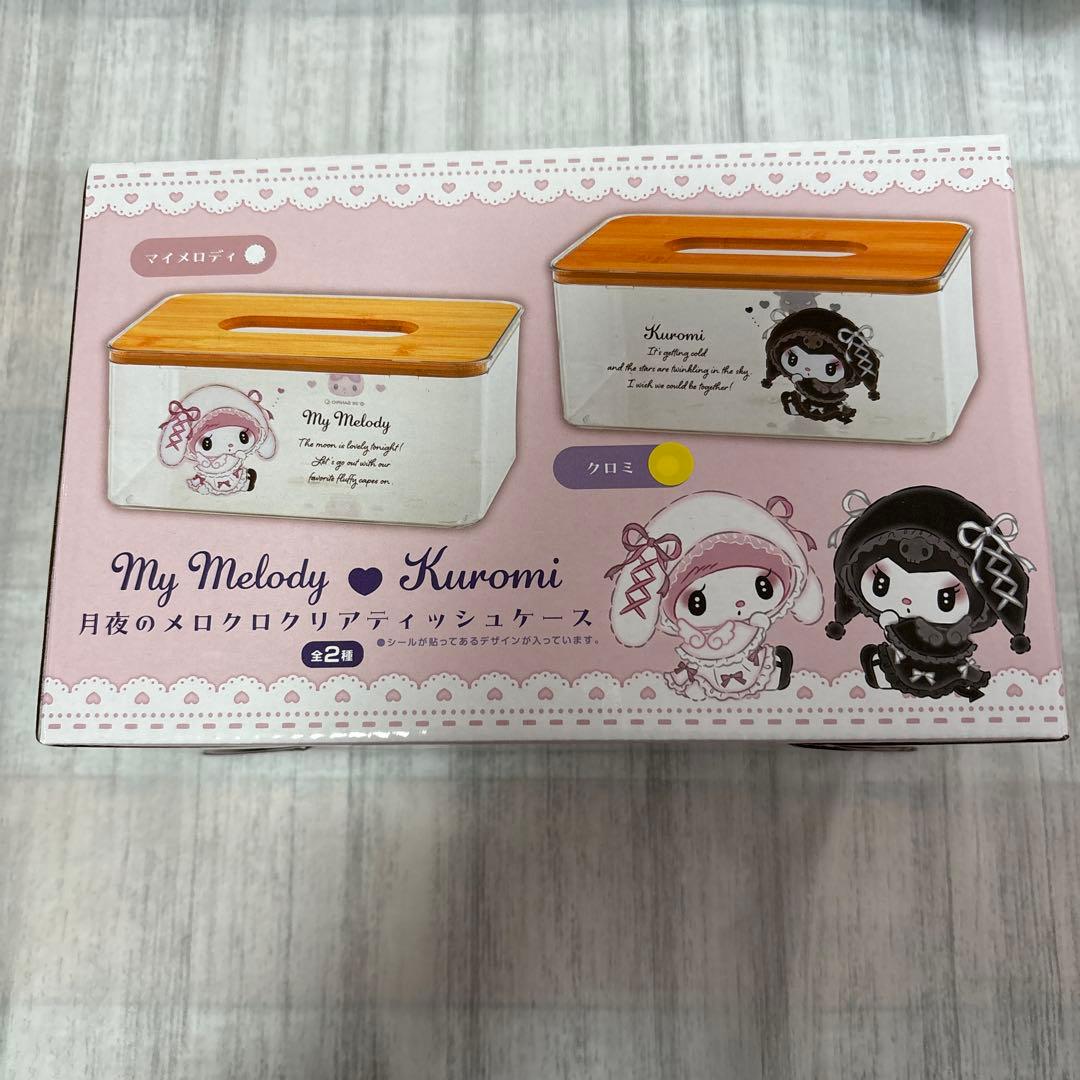 マイメロディ
My Melody
The moon is lovely tonight!
Let's go out with our
favorite fluffy capes on.
Kuromi
It's getting cold
and the stars are twinkling in the sky.
I wish we could be together!
クロミ
My Melody Kuromi
月夜のメロクロクリアティッシュケース
●シールが貼ってあるデザインが入っています。
全2種